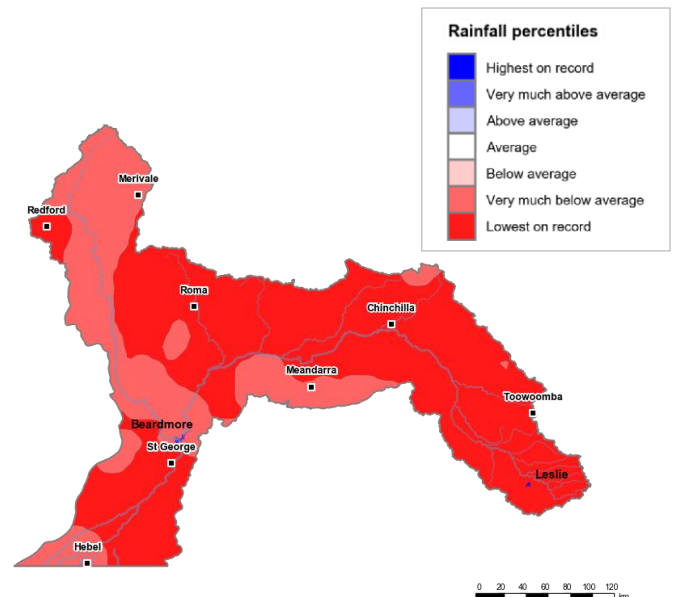 Rainfall percentiles
Highest on record
Very much above average
Above average
Average
Below average
Very much below average
Lowest on record
Merivale
Redford
Roma
Chinchilla
Meandarra
Toowoomba
Beardmore
St George
Leslie
Hebel
0 20 40 60 80 100 120
km